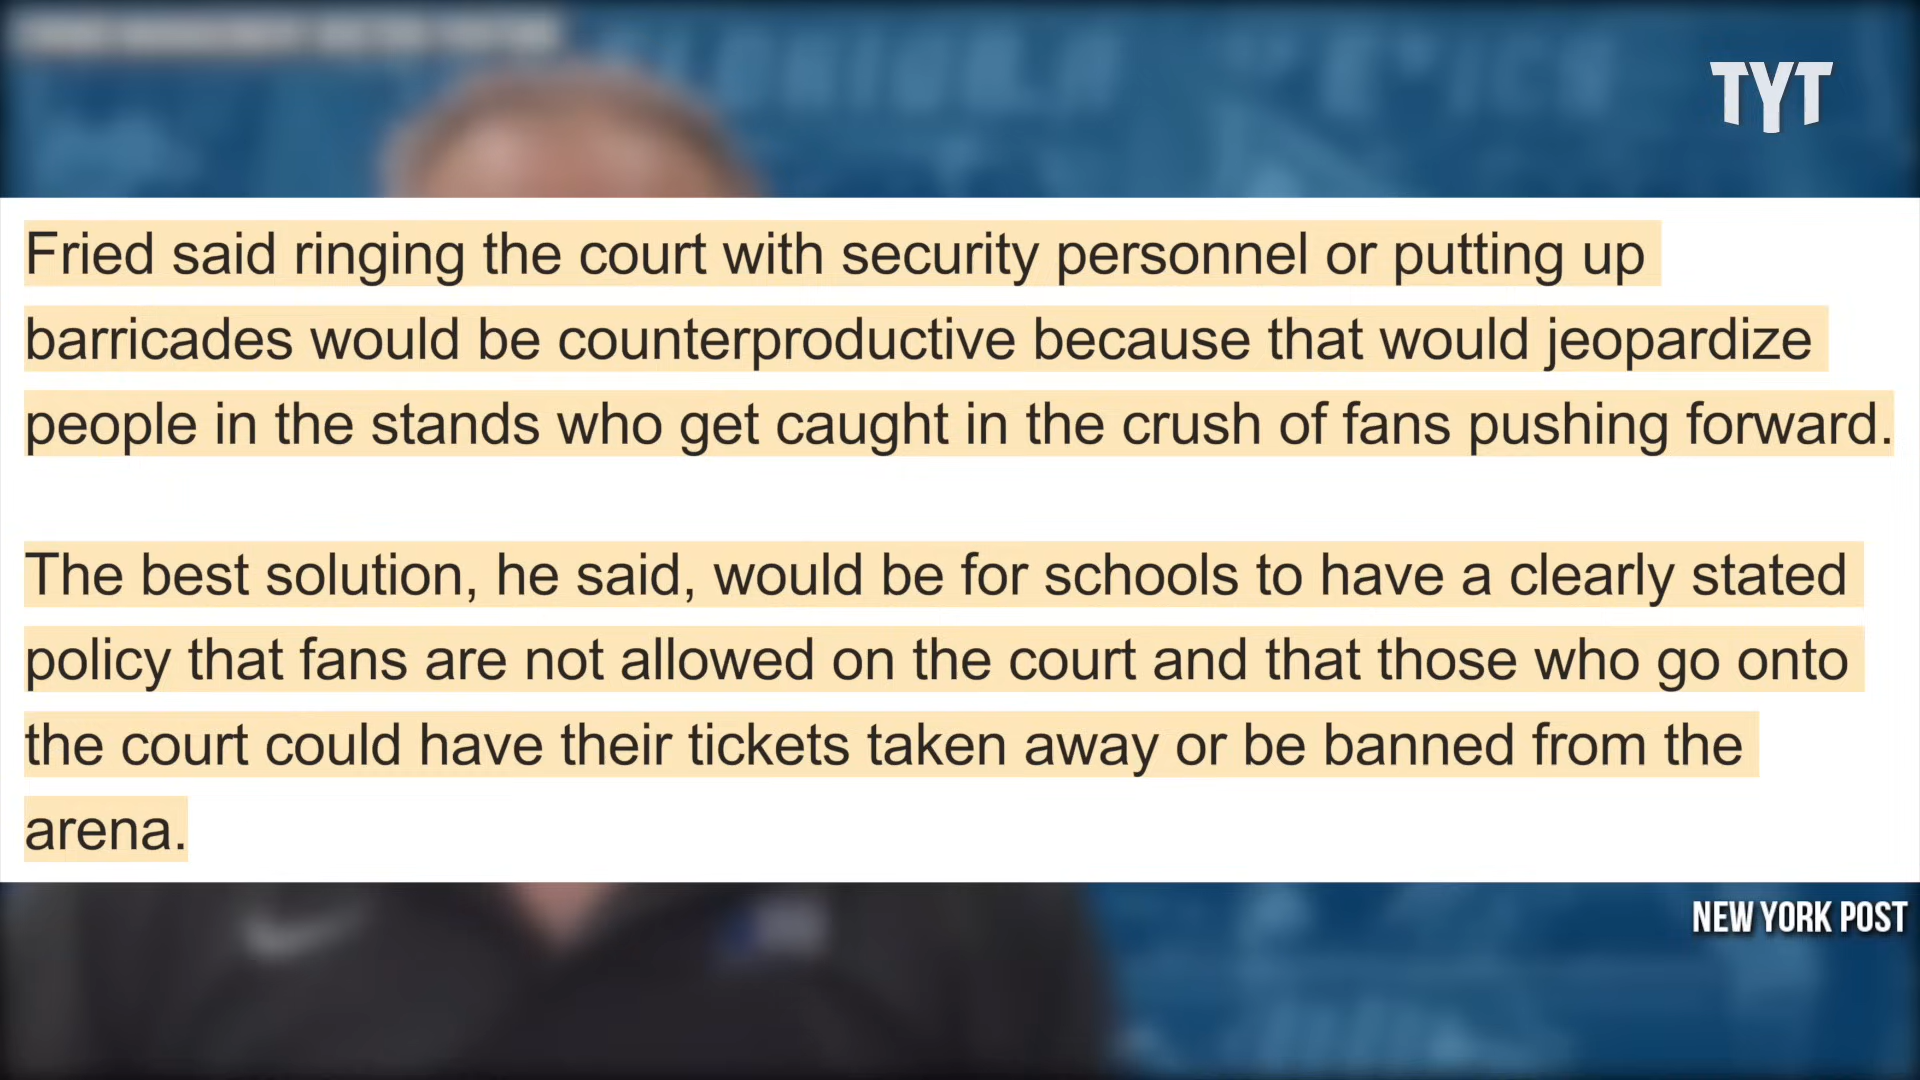 TYT
Fried said ringing the court with security personnel or putting up
barricades would be counterproductive because that would jeopardize
people in the stands who get caught in the crush of fans pushing forward.
The best solution, he said, would be for schools to have a clearly stated
policy that fans are not allowed on the court and that those who go onto
the court could have their tickets taken away or be banned from the
arena.
NEW YORK POST